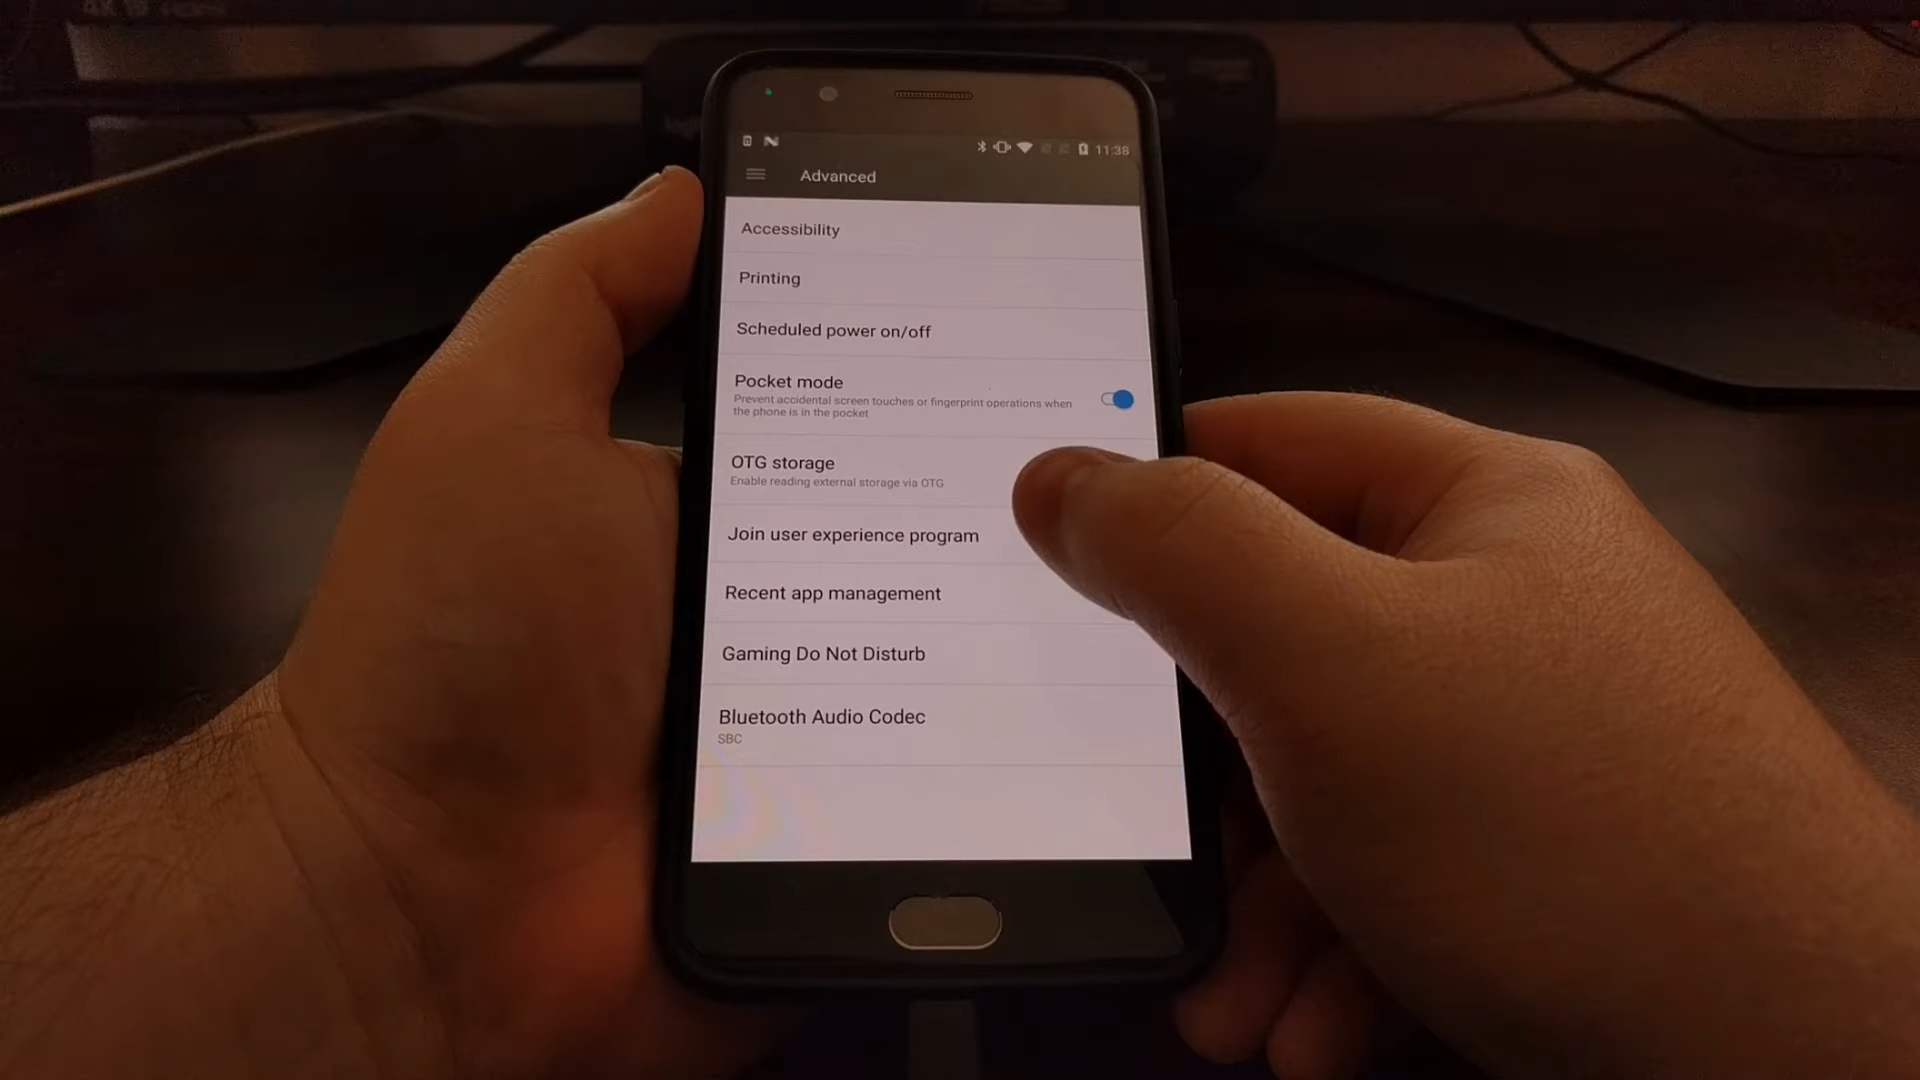 11:38
Advanced
Accessibility
Printing
Scheduled power on/off
Pocket mode
Prevent accidental screen touches or fingerprint operations when
the phone is in the pocket
OTG storage
Enable reading external storage via OTG
Join user experience program
Recent app management
Gaming Do Not Disturb
Bluetooth Audio Codec
SBC